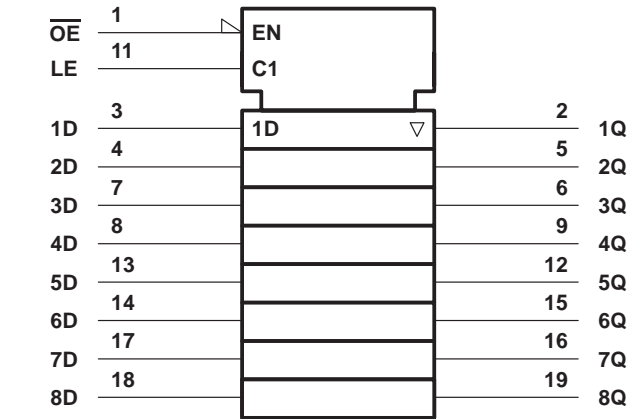 1
OE EN
11
LE C1
3 2
1D 1D 1Q
4 5
2D 2Q
7 6
3D 3Q
8 9
4D 4Q
13 12
5D 5Q
14 15
6D 6Q
17 16
7D 7Q
18 19
8D 8Q